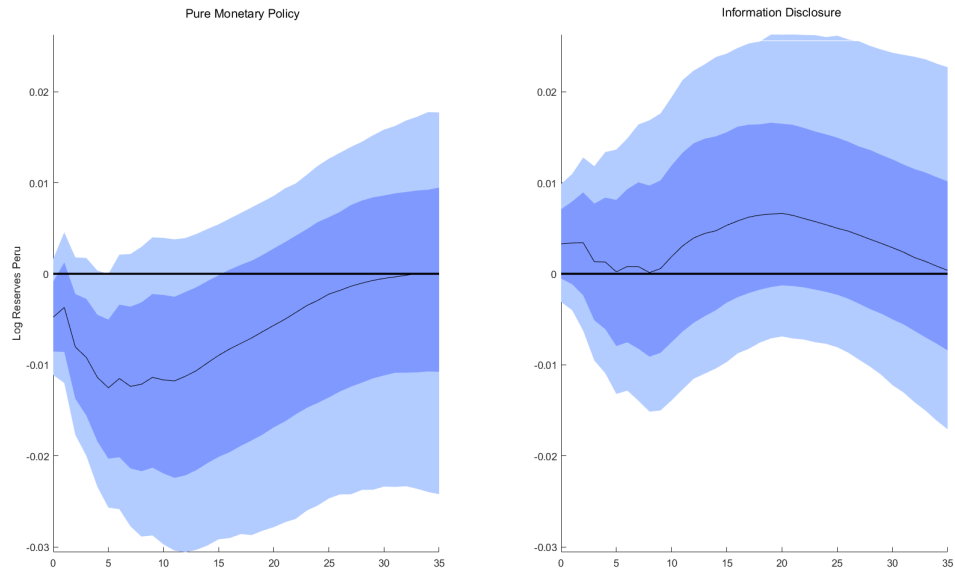 Pure Monetary Policy
Information Disclosure
Log Reserves Peru
0.02
0.01
0
-0.01
-0.02
-0.03
0 5 10 15 20 25 30 35
0.02
0.01
0
-0.01
-0.02
-0.03
0 5 10 15 20 25 30 35